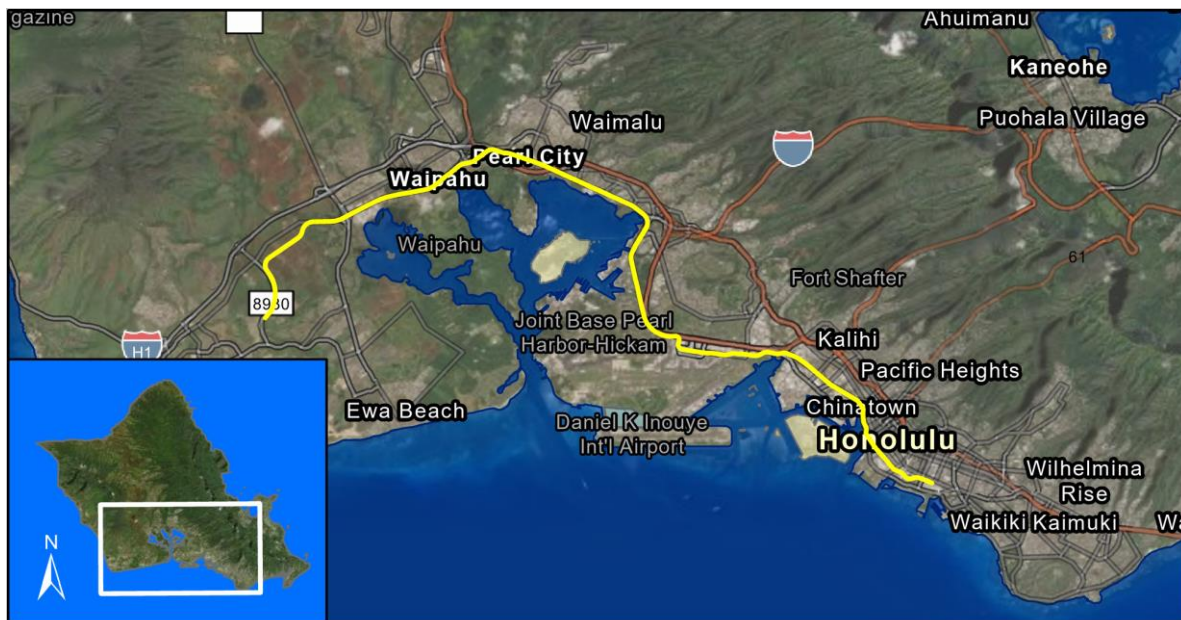 gazine
Ahuimanu
Kaneohe
Puohala Village
Waimalu
Pearl City
Waipahu
Waipahu
Fort Shafter
61
8930
Joint Base Pearl
Harbor-Hickam
Kalihi
H1
Pacific Heights
Ewa Beach
Chinatown
Daniel K Inouye
Int'l Airport
Honolulu
Wilhelmina
Rise
Waikiki
Kaimuki
Wa
N